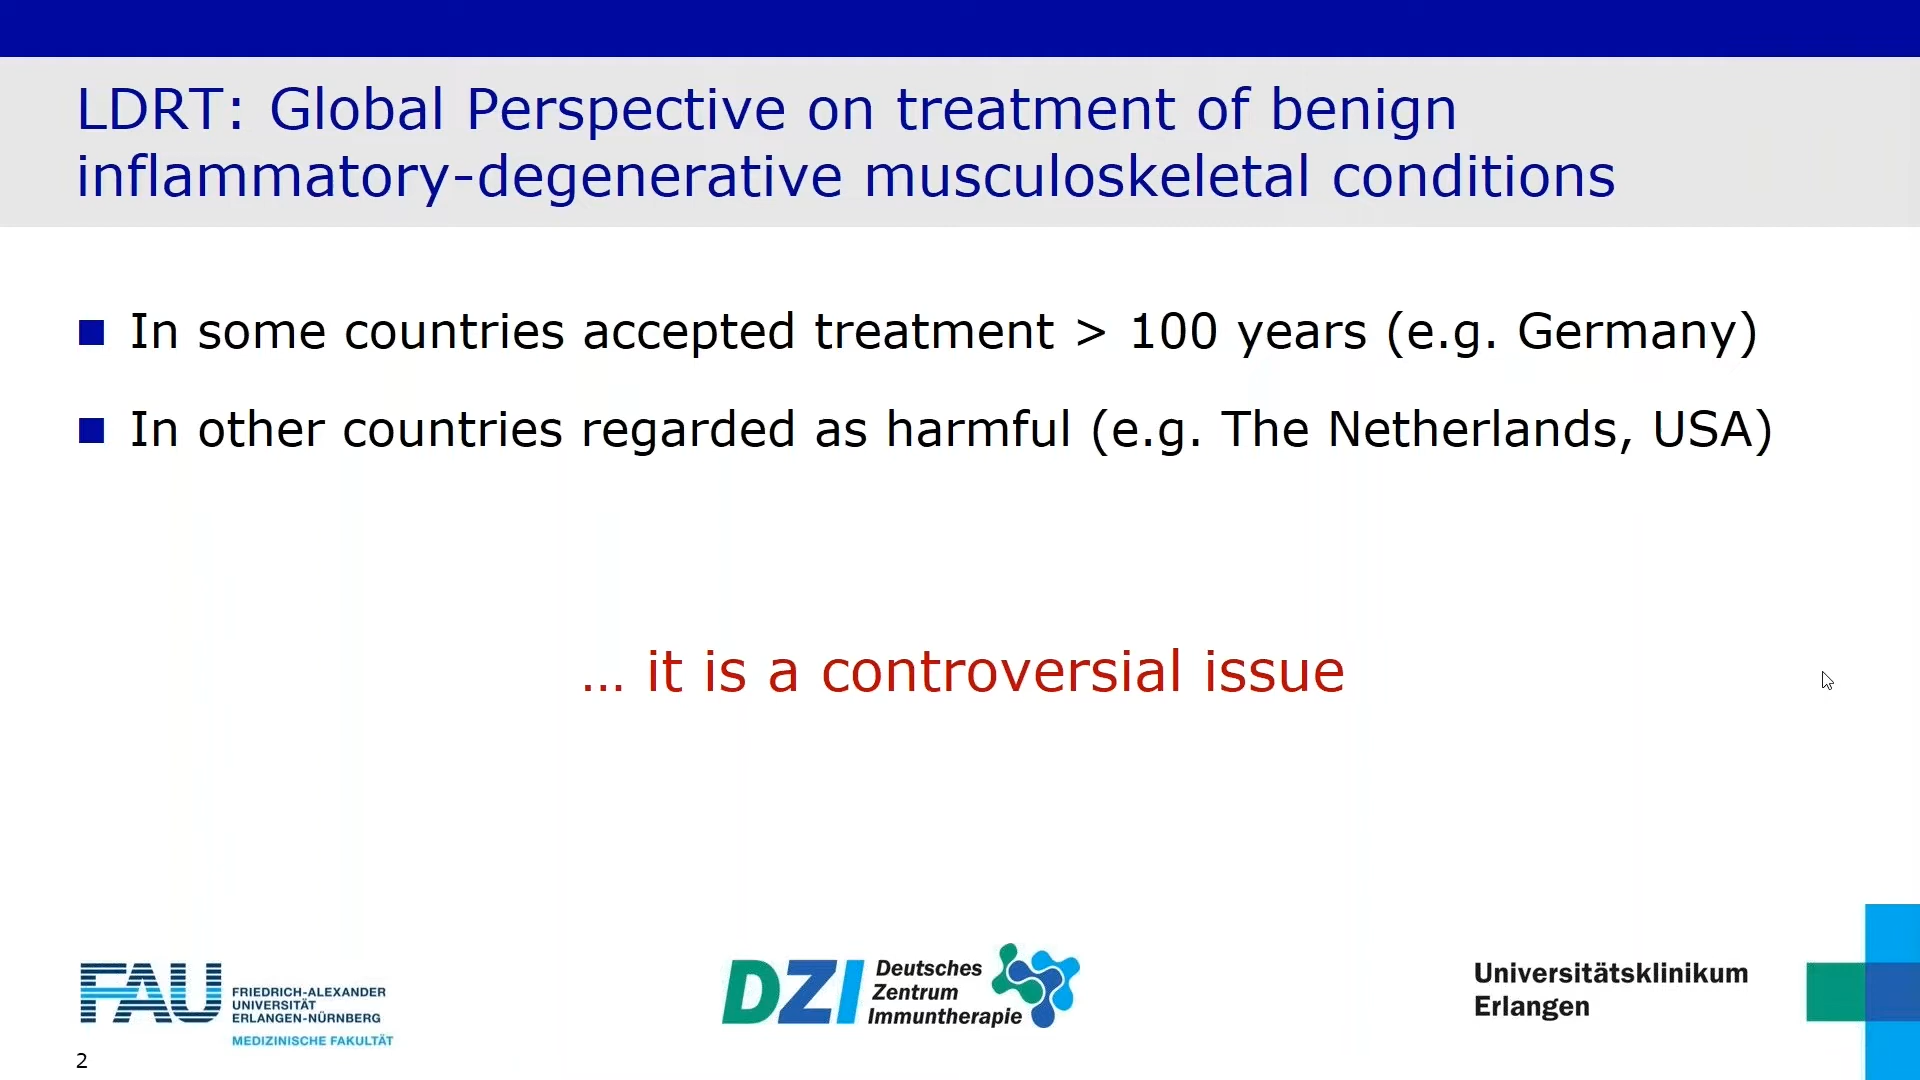 LDRT: Global Perspective on treatment of benign
inflammatory-degenerative musculoskeletal conditions
In some countries accepted treatment > 100 years (e.g. Germany)
In other countries regarded as harmful (e.g. The Netherlands, USA)
... it is a controversial issue
FAU
FRIEDRICH-ALEXANDER
UNIVERSITÄT
ERLANGEN-NÜRNBERG
MEDIZINISCHE FAKULTÄT
DZI
Deutsches
Zentrum
Immuntherapie
Universitätsklinikum
Erlangen
2